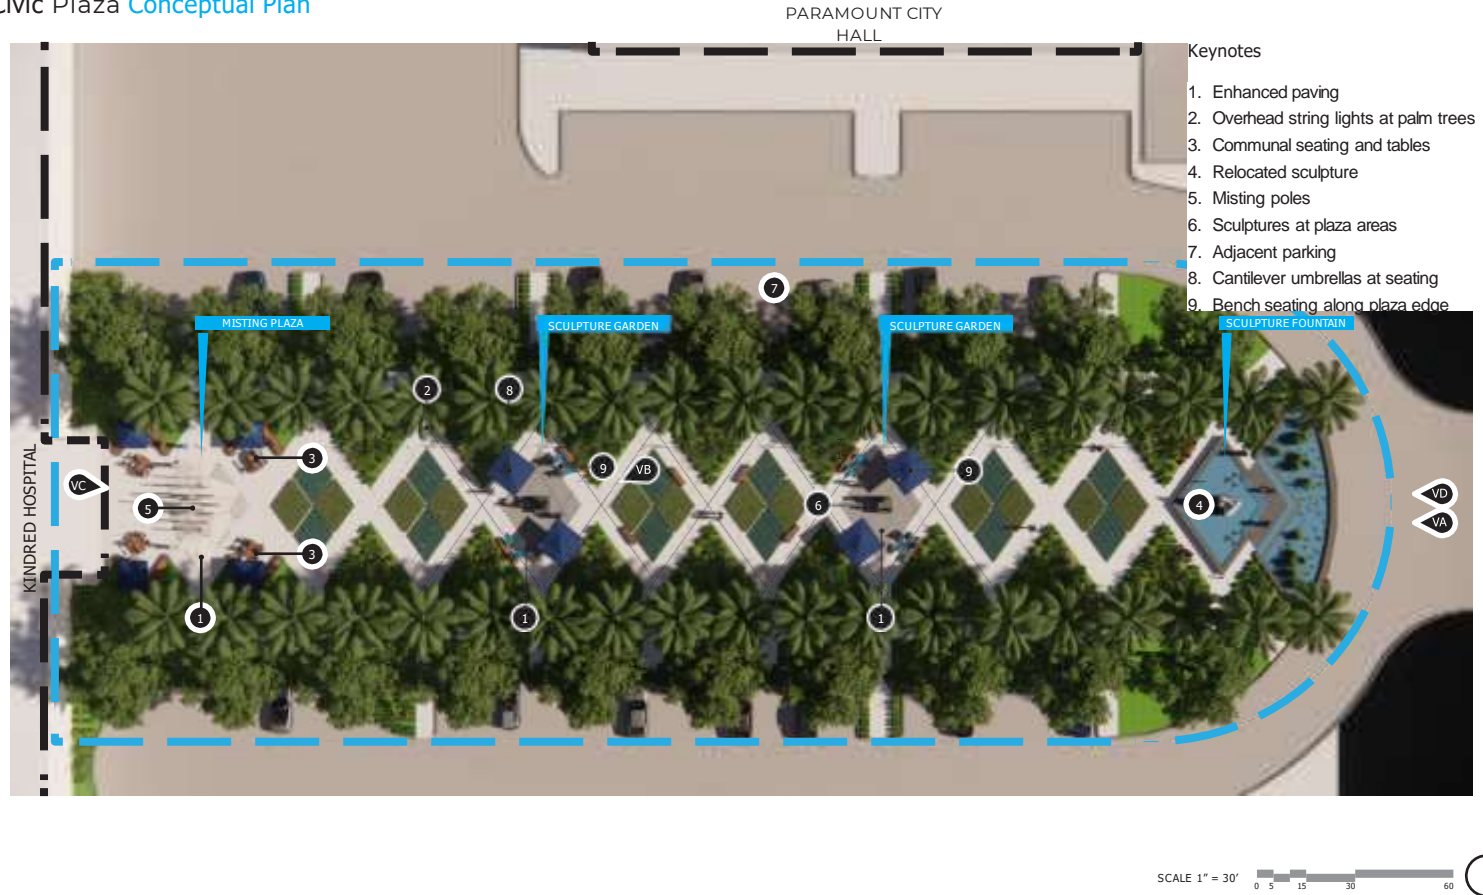 Civic Plaza Conceptual Plan
PARAMOUNT CITY
HALL
Keynotes
1. Enhanced paving
2. Overhead string lights at palm trees
3. Communal seating and tables
4. Relocated sculpture
5. Misting poles
6. Sculptures at plaza areas
7. Adjacent parking
8. Cantilever umbrellas at seating
9. Bench seating along plaza edge
7
MISTING PLAZA
SCULPTURE GARDEN
SCULPTURE GARDEN
SCULPTURE FOUNTAIN
2
8
KINDRED HOSPITAL
3
9
VB
9
VC
5
6
4
VD
VA
3
1
1
1
SCALE 1” = 30’
0 5 15 30 60